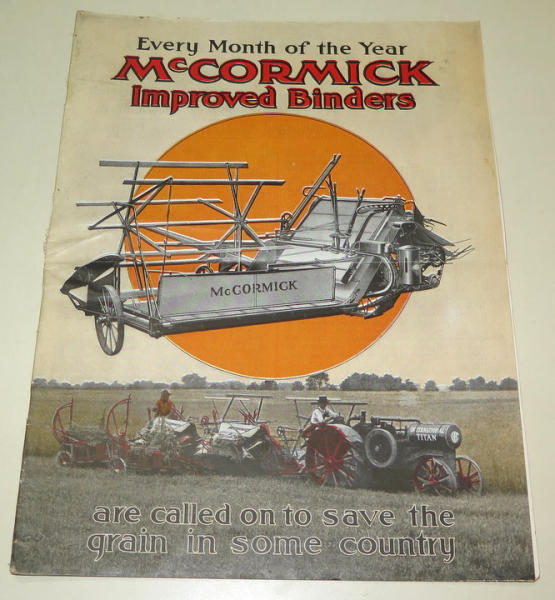 Every Month of the Year
McCORMICK
Improved Binders
McCORMICK
TITAN
are called on to save the
grain in some country